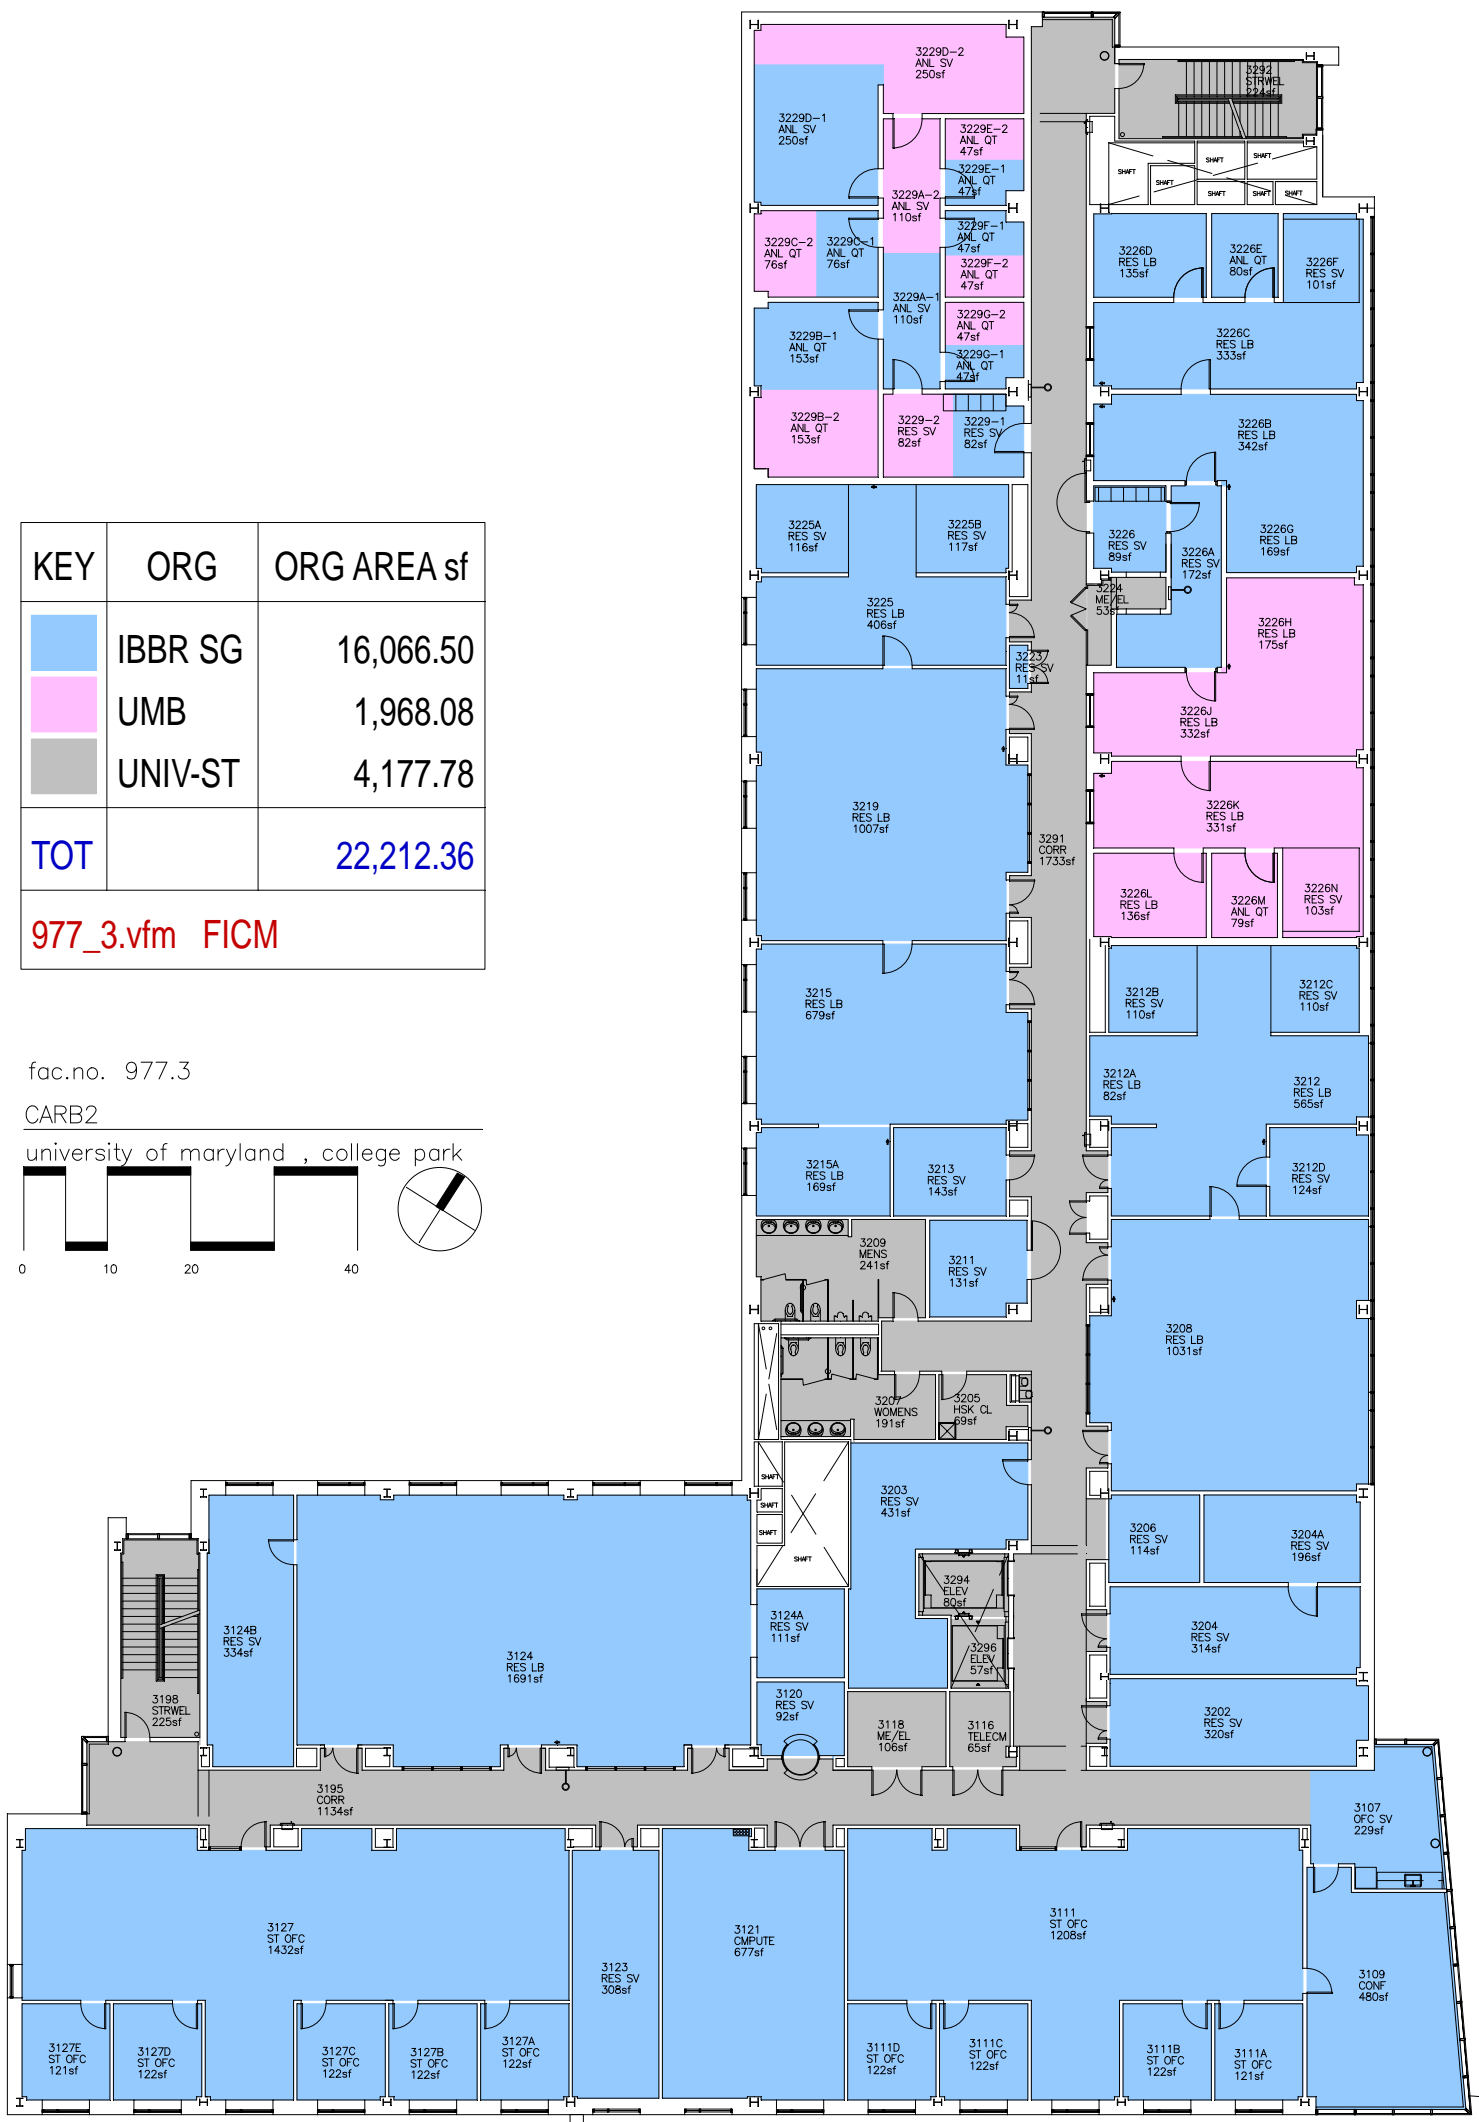 3229D-2
ANL SV
250sf
3292
STRWEL
224sf
3229D-1
ANL SV
250sf
3229E-2
ANL QT
47sf
3229E-1
ANL QT
47sf
SHAFT
SHAFT
SHAFT
SHAFT
SHAFT
SHAFT
SHAFT
3229A-2
ANL SV
110sf
3229C-2
ANL QT
76sf
3229C-1
ANL QT
76sf
3229F-1
ANL QT
47sf
3229F-2
ANL QT
47sf
3226D
RES LB
135sf
3226E
ANL QT
80sf
3226F
RES SV
101sf
3229A-1
ANL SV
110sf
3229G-2
ANL QT
47sf
3229G-1
ANL QT
47sf
3229B-1
ANL QT
153sf
3226C
RES LB
333sf
3229B-2
ANL QT
153sf
3229-2
RES SV
82sf
3229-1
RES SV
82sf
3226B
RES LB
342sf
3225A
RES SV
116sf
3225B
RES SV
117sf
3226
RES SV
89sf
3226A
RES SV
172sf
3226G
RES LB
169sf
KEY ORG ORG AREA sf
IBBR SG 16,066.50
UMB 1,968.08
UNIV-ST 4,177.78
TOT 22,212.36
977_3.vfm FICM
3225
RES LB
406sf
3224
ME/EL
53sf
3226H
RES LB
175sf
3223
RES SV
11sf
3226J
RES LB
332sf
3219
RES LB
1007sf
3226K
RES LB
331sf
3291
CORR
1733sf
3226L
RES LB
136sf
3226M
ANL QT
79sf
3226N
RES SV
103sf
3215
RES LB
679sf
3212B
RES SV
110sf
3212C
RES SV
110sf
fac.no. 977.3
CARB2
university of maryland , college park
0 10 20 40
3212A
RES LB
82sf
3212
RES LB
565sf
3215A
RES LB
169sf
3213
RES SV
143sf
3212D
RES SV
124sf
3209
MENS
241sf
3211
RES SV
131sf
3208
RES LB
1031sf
3207
WOMENS
191sf
3205
HSK CL
69sf
SHAFT
SHAFT
SHAFT
SHAFT
3203
RES SV
431sf
3206
RES SV
114sf
3204A
RES SV
196sf
3294
ELEV
80sf
3124B
RES SV
334sf
3124
RES LB
1691sf
3124A
RES SV
111sf
3296
ELEV
57sf
3204
RES SV
314sf
3198
STRWEL
225sf
3120
RES SV
92sf
3118
ME/EL
106sf
3116
TELECM
65sf
3202
RES SV
320sf
3195
CORR
1134sf
3107
OFC SV
229sf
3127
ST OFC
1432sf
3123
RES SV
308sf
3121
CMPUTE
677sf
3111
ST OFC
1208sf
3109
CONF
480sf
3127E
ST OFC
121sf
3127D
ST OFC
122sf
3127C
ST OFC
122sf
3127B
ST OFC
122sf
3127A
ST OFC
122sf
3111D
ST OFC
122sf
3111C
ST OFC
122sf
3111B
ST OFC
122sf
3111A
ST OFC
121sf